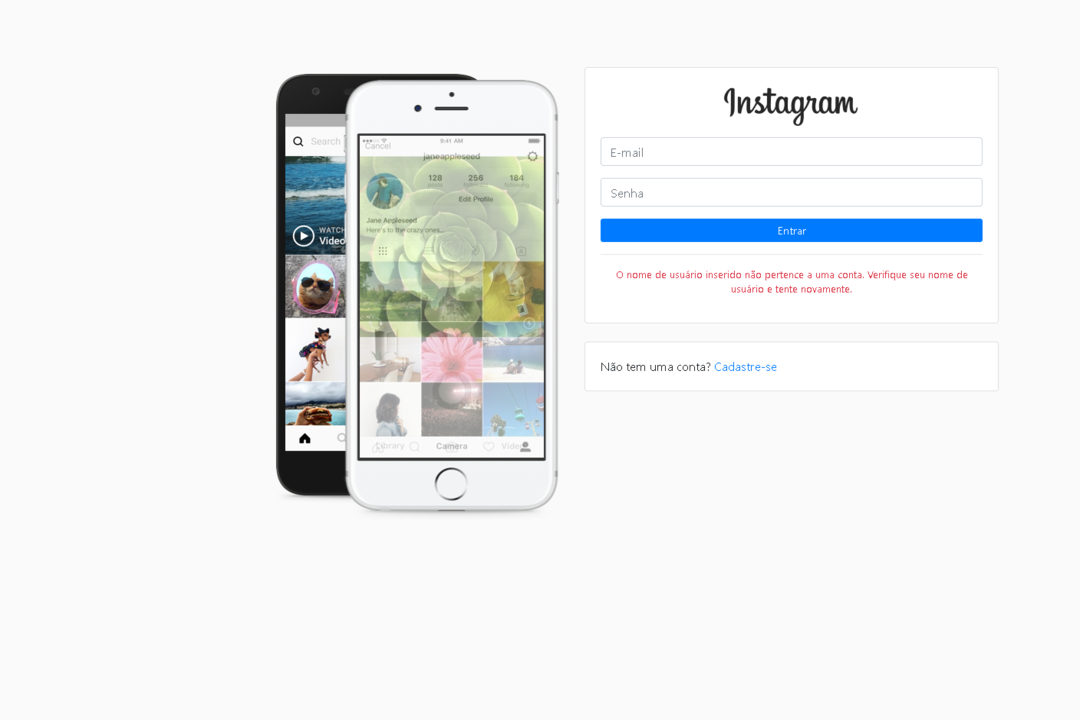 Instagram
E-mail
Senha
Entrar
O nome de usuário inserido não pertence a uma conta. Verifique seu nome de
usuário e tente novamente.
Não tem uma conta? Cadastre-se
Search
WATCH
Video
9:41 AM
Cancel
janeappleseed
128 256 184
posts
Edit Profile
Jane Appleseed
Here's to the crazy ones...
Library Camera Video